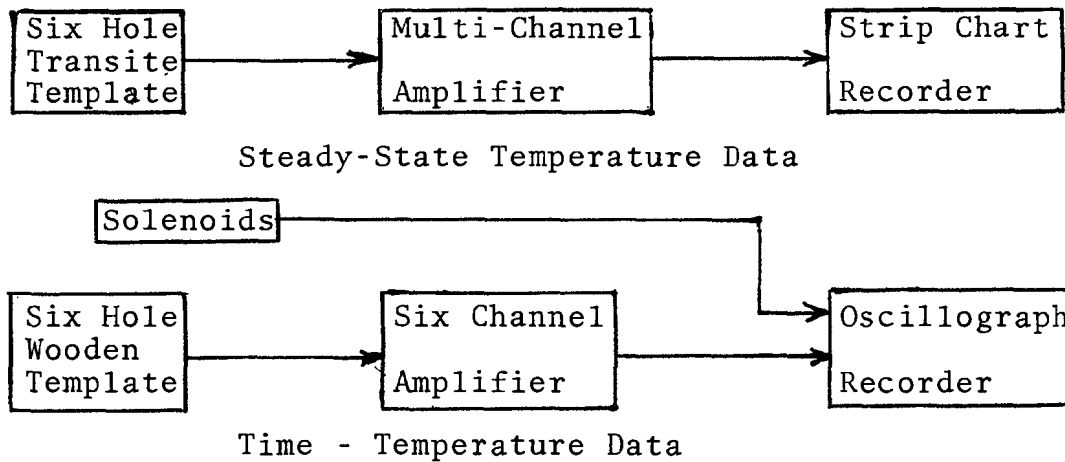 Six Hole
Transite
Template
Multi-Channel
Amplifier
Strip Chart
Recorder
Steady-State Temperature Data
Solenoids
Six Hole
Wooden
Template
Six Channel
Amplifier
Oscillograph
Recorder
Time - Temperature Data